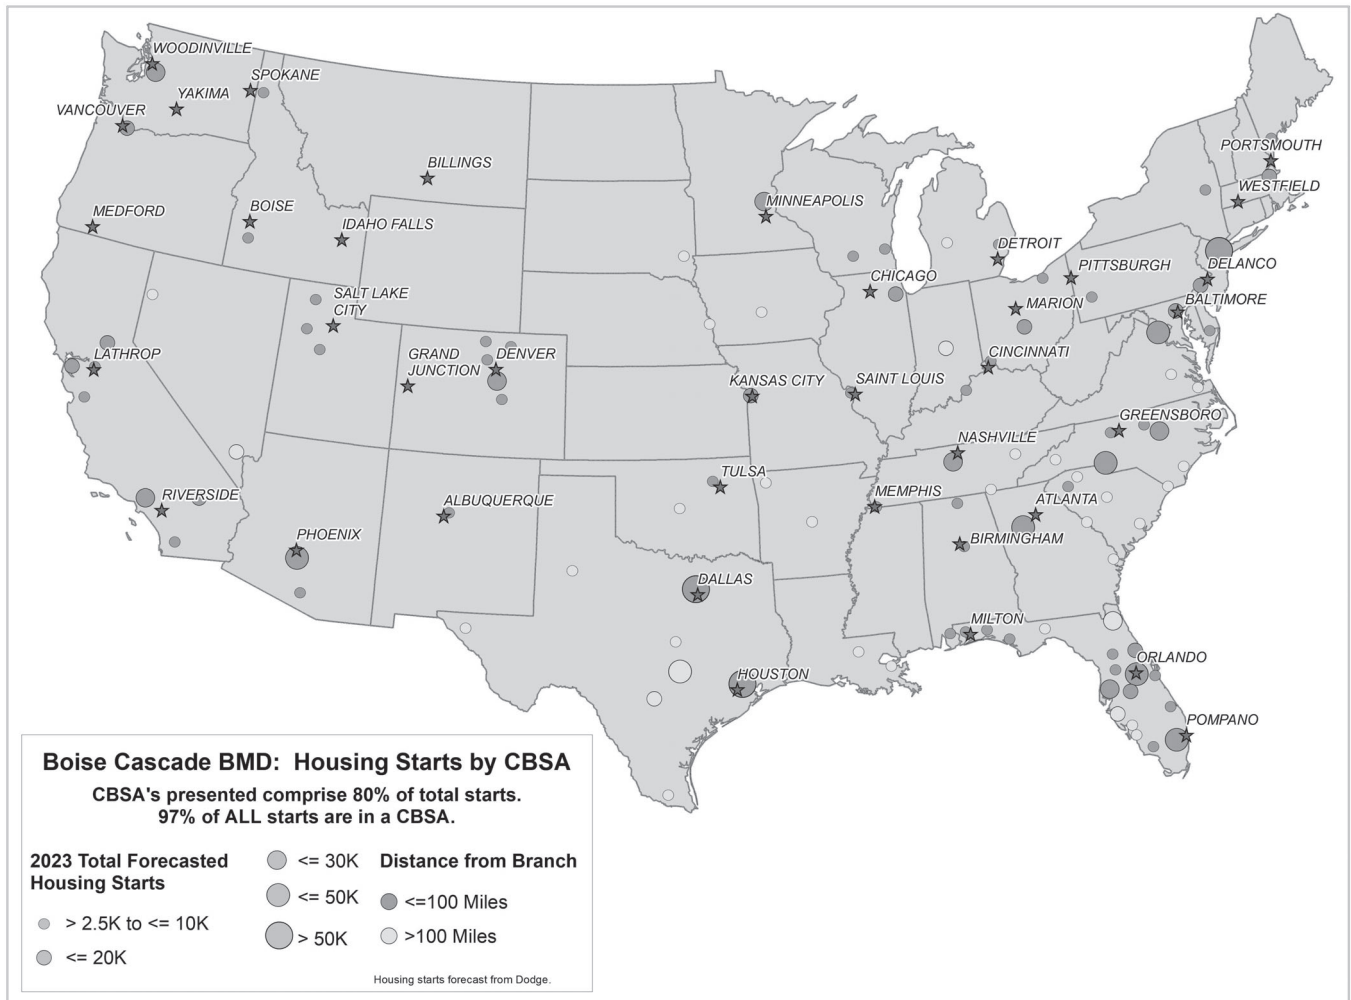 WOODINVILLE
SPOKANE
YAKIMA
VANCOUVER
BILLINGS
MEDFORD
BOISE
IDAHO FALLS
MINNEAPOLIS
PORTSMOUTH
WESTFIELD
DETROIT
DELANCO
PITTSBURGH
CHICAGO
SALT LAKE
CITY
MARION
BALTIMORE
LATHROP
GRAND
JUNCTION
DENVER
CINCINNATI
KANSAS CITY
SAINT LOUIS
GREENSBORO
NASHVILLE
TULSA
RIVERSIDE
ALBUQUERQUE
MEMPHIS
ATLANTA
PHOENIX
BIRMINGHAM
DALLAS
MILTON
ORLANDO
HOUSTON
POMPANO
Boise Cascade BMD: Housing Starts by CBSA
CBSA's presented comprise 80% of total starts.
97% of ALL starts are in a CBSA.
2023 Total Forecasted
Housing Starts
> 2.5K to <= 10K
<= 20K
<= 30K
<= 50K
> 50K
Distance from Branch
<=100 Miles
>100 Miles
Housing starts forecast from Dodge.